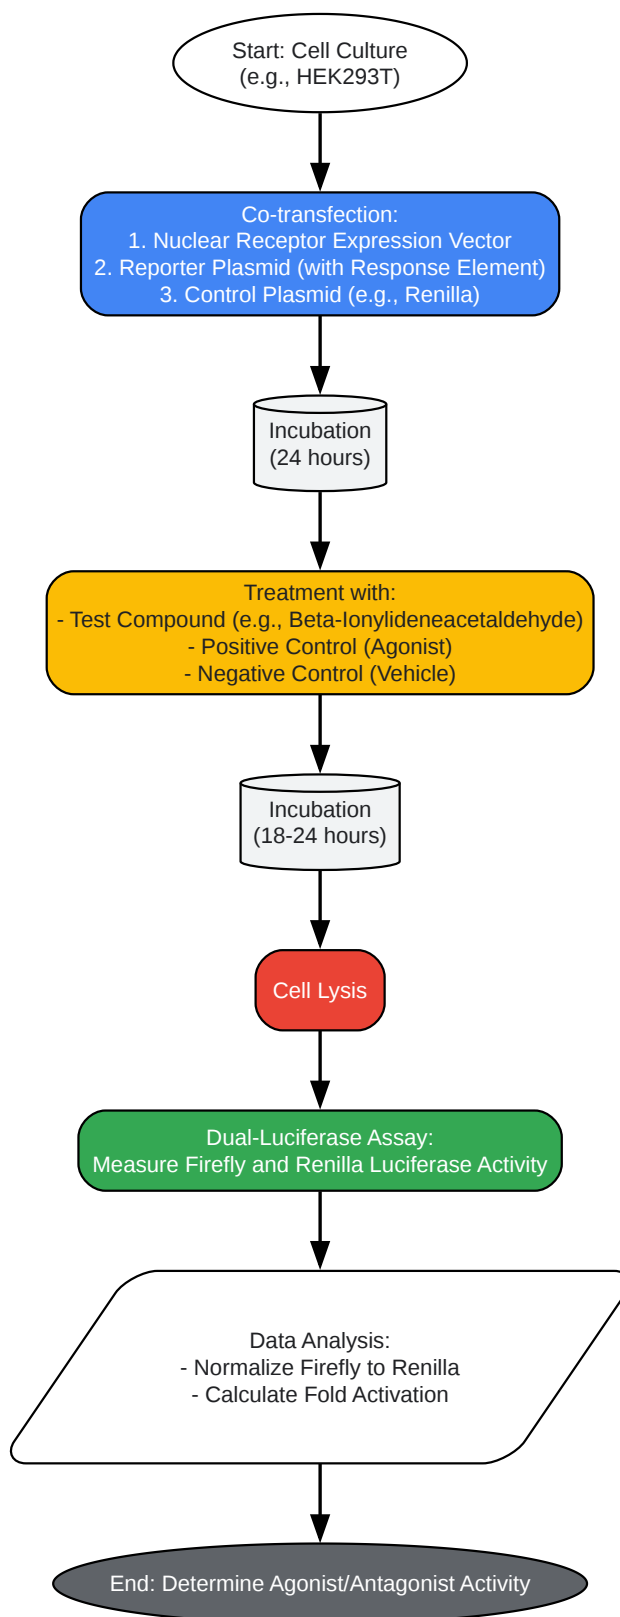 Start: Cell Culture
(e.g., HEK293T)
Co-transfection:
1. Nuclear Receptor Expression Vector
2. Reporter Plasmid (with Response Element)
3. Control Plasmid (e.g., Renilla)
Incubation
(24 hours)
Treatment with:
- Test Compound (e.g., Beta-Ionylideneacetaldehyde)
- Positive Control (Agonist)
- Negative Control (Vehicle)
Incubation
(18-24 hours)
Cell Lysis
Dual-Luciferase Assay:
Measure Firefly and Renilla Luciferase Activity
Data Analysis:
- Normalize Firefly to Renilla
- Calculate Fold Activation
End: Determine Agonist/Antagonist Activity